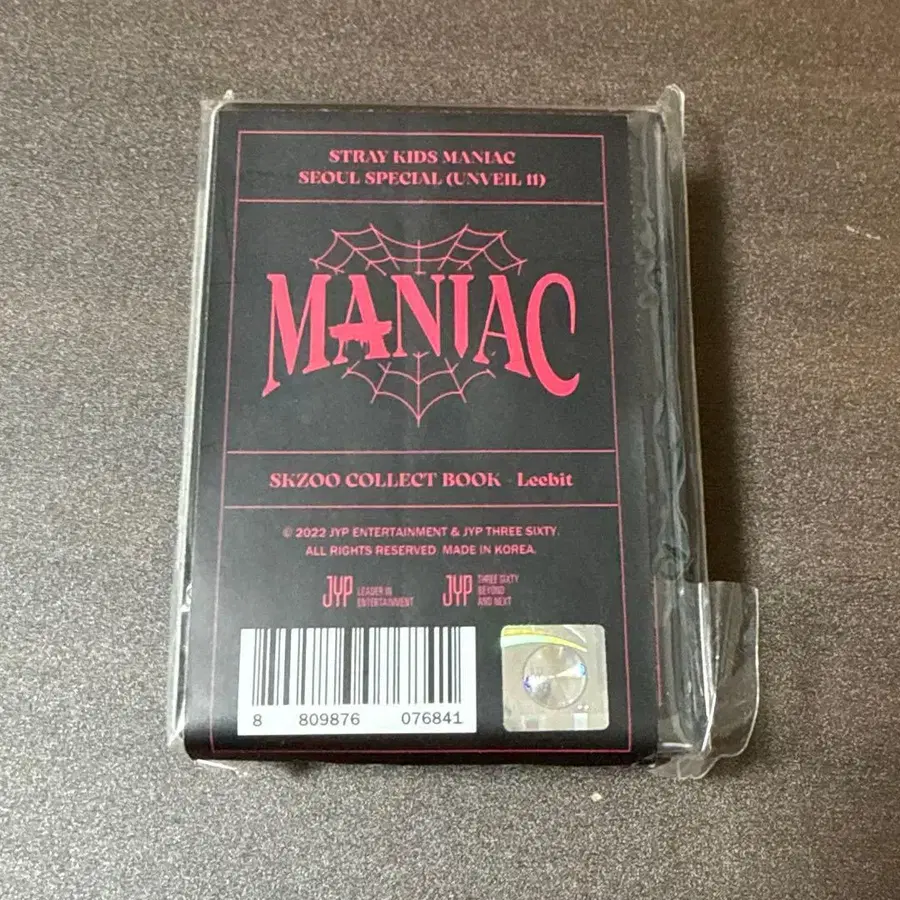 STRAY KIDS MANIAC
SEOUL SPECIAL (UNVEIL 11)
MANIAC
SKZOO COLLECT BOOK - Leebit
© 2022 JYP ENTERTAINMENT & JYP THREE SIXTY.
ALL RIGHTS RESERVED. MADE IN KOREA.
JYP LEADER IN
ENTERTAINMENT
JYP THREE SIXTY
BEYOND
AND NEXT
8 809876 076841